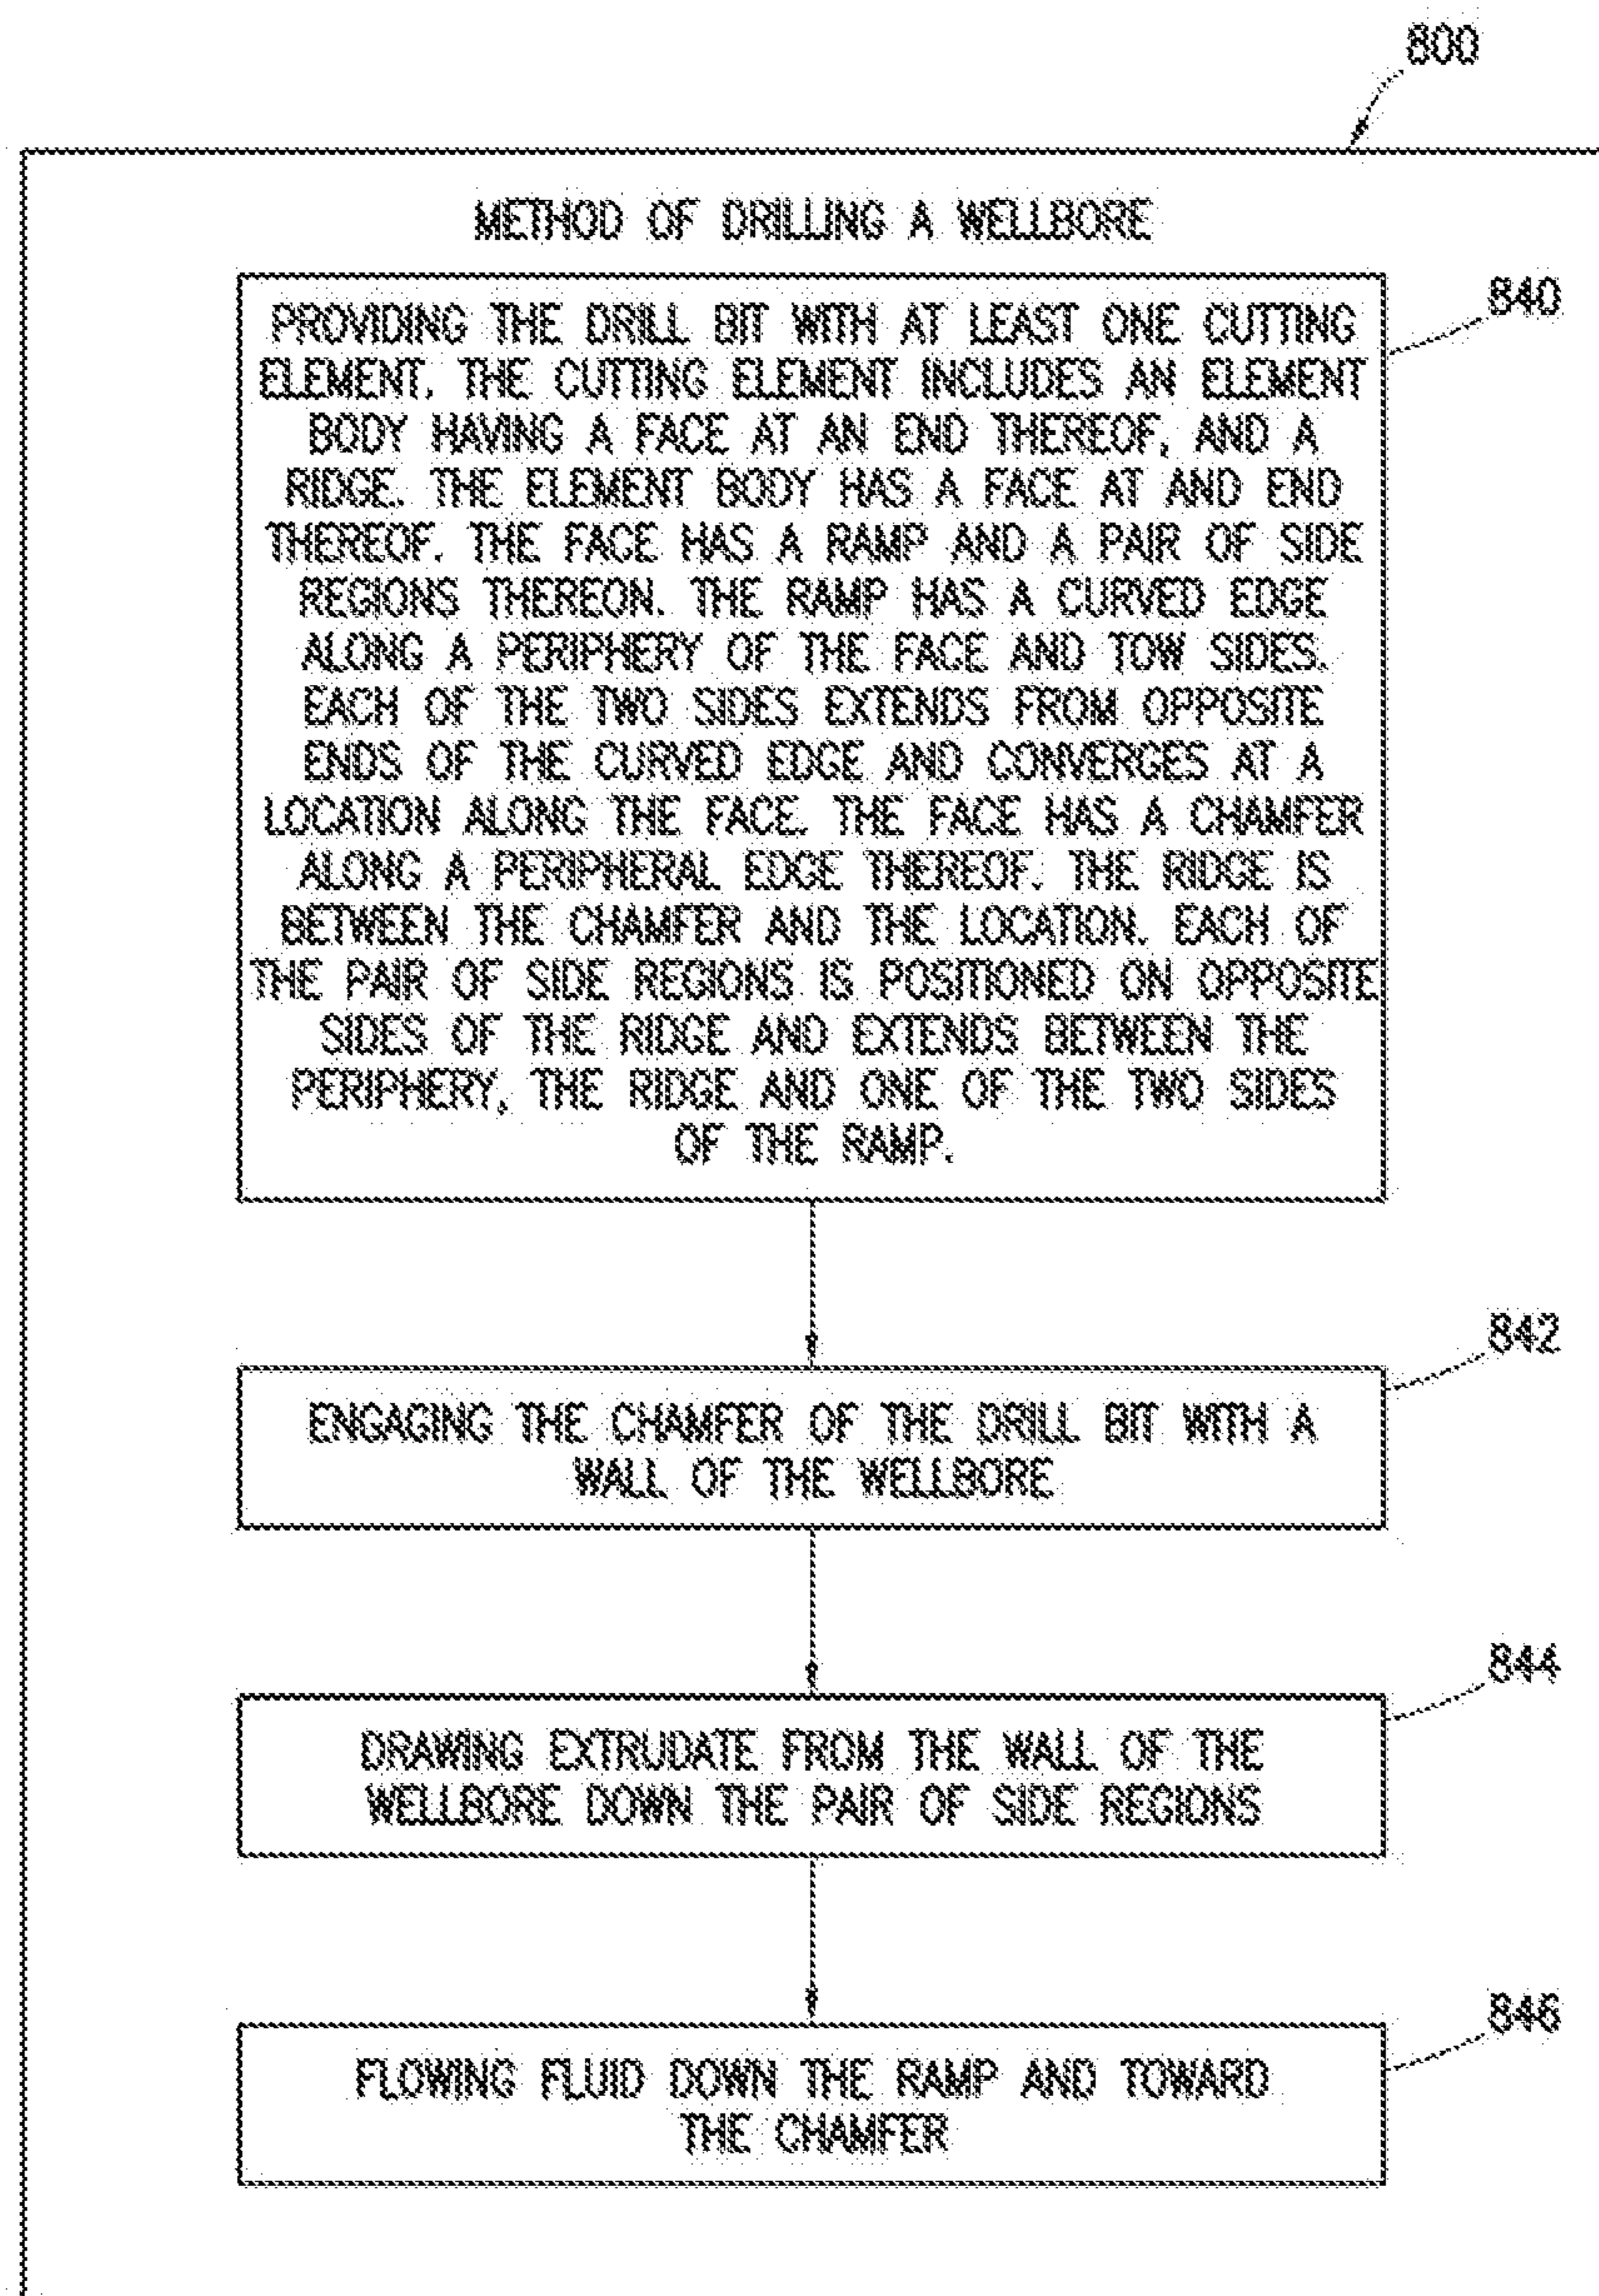 800
METHOD OF DRILLING A WELLBORE
840
PROVIDING THE DRILL BIT WITH AT LEAST ONE CUTTING
ELEMENT. THE CUTTING ELEMENT INCLUDES AN ELEMENT
BODY HAVING A FACE AT AN END THEREOF, AND A
RIDGE. THE ELEMENT BODY HAS A FACE AT AND END
THEREOF. THE FACE HAS A RAMP AND A PAIR OF SIDE
REGIONS THEREON. THE RAMP HAS A CURVED EDGE
ALONG A PERIPHERY OF THE FACE AND TOW SIDES.
EACH OF THE TWO SIDES EXTENDS FROM OPPOSITE
ENDS OF THE CURVED EDGE AND CONVERGES AT A
LOCATION ALONG THE FACE. THE FACE HAS A CHAMFER
ALONG A PERIPHERAL EDGE THEREOF. THE RIDGE IS
BETWEEN THE CHAMFER AND THE LOCATION. EACH OF
THE PAIR OF SIDE REGIONS IS POSITIONED ON OPPOSITE
SIDES OF THE RIDGE AND EXTENDS BETWEEN THE
PERIPHERY, THE RIDGE AND ONE OF THE TWO SIDES
OF THE RAMP.
842
ENGAGING THE CHAMFER OF THE DRILL BIT WITH A
WALL OF THE WELLBORE
844
DRAWING EXTRUDATE FROM THE WALL OF THE
WELLBORE DOWN THE PAIR OF SIDE REGIONS
846
FLOWING FLUID DOWN THE RAMP AND TOWARD
THE CHAMFER